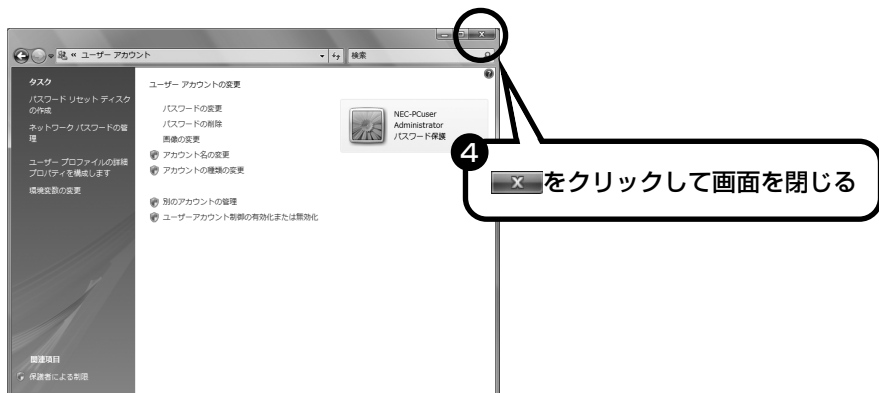 « ユーザー アカウント
検索
タスク
パスワード リセット ディスク
の作成
ネットワーク パスワードの管
理
ユーザー プロファイルの詳細
プロパティを構成します
環境変数の変更
関連項目
保護者による制限
ユーザー アカウントの変更
パスワードの変更
パスワードの削除
画像の変更
アカウント名の変更
アカウントの種類の変更
別のアカウントの管理
ユーザーアカウント制御の有効化または無効化
NEC-PCuser
Administrator
パスワード保護
4
x をクリックして画面を閉じる